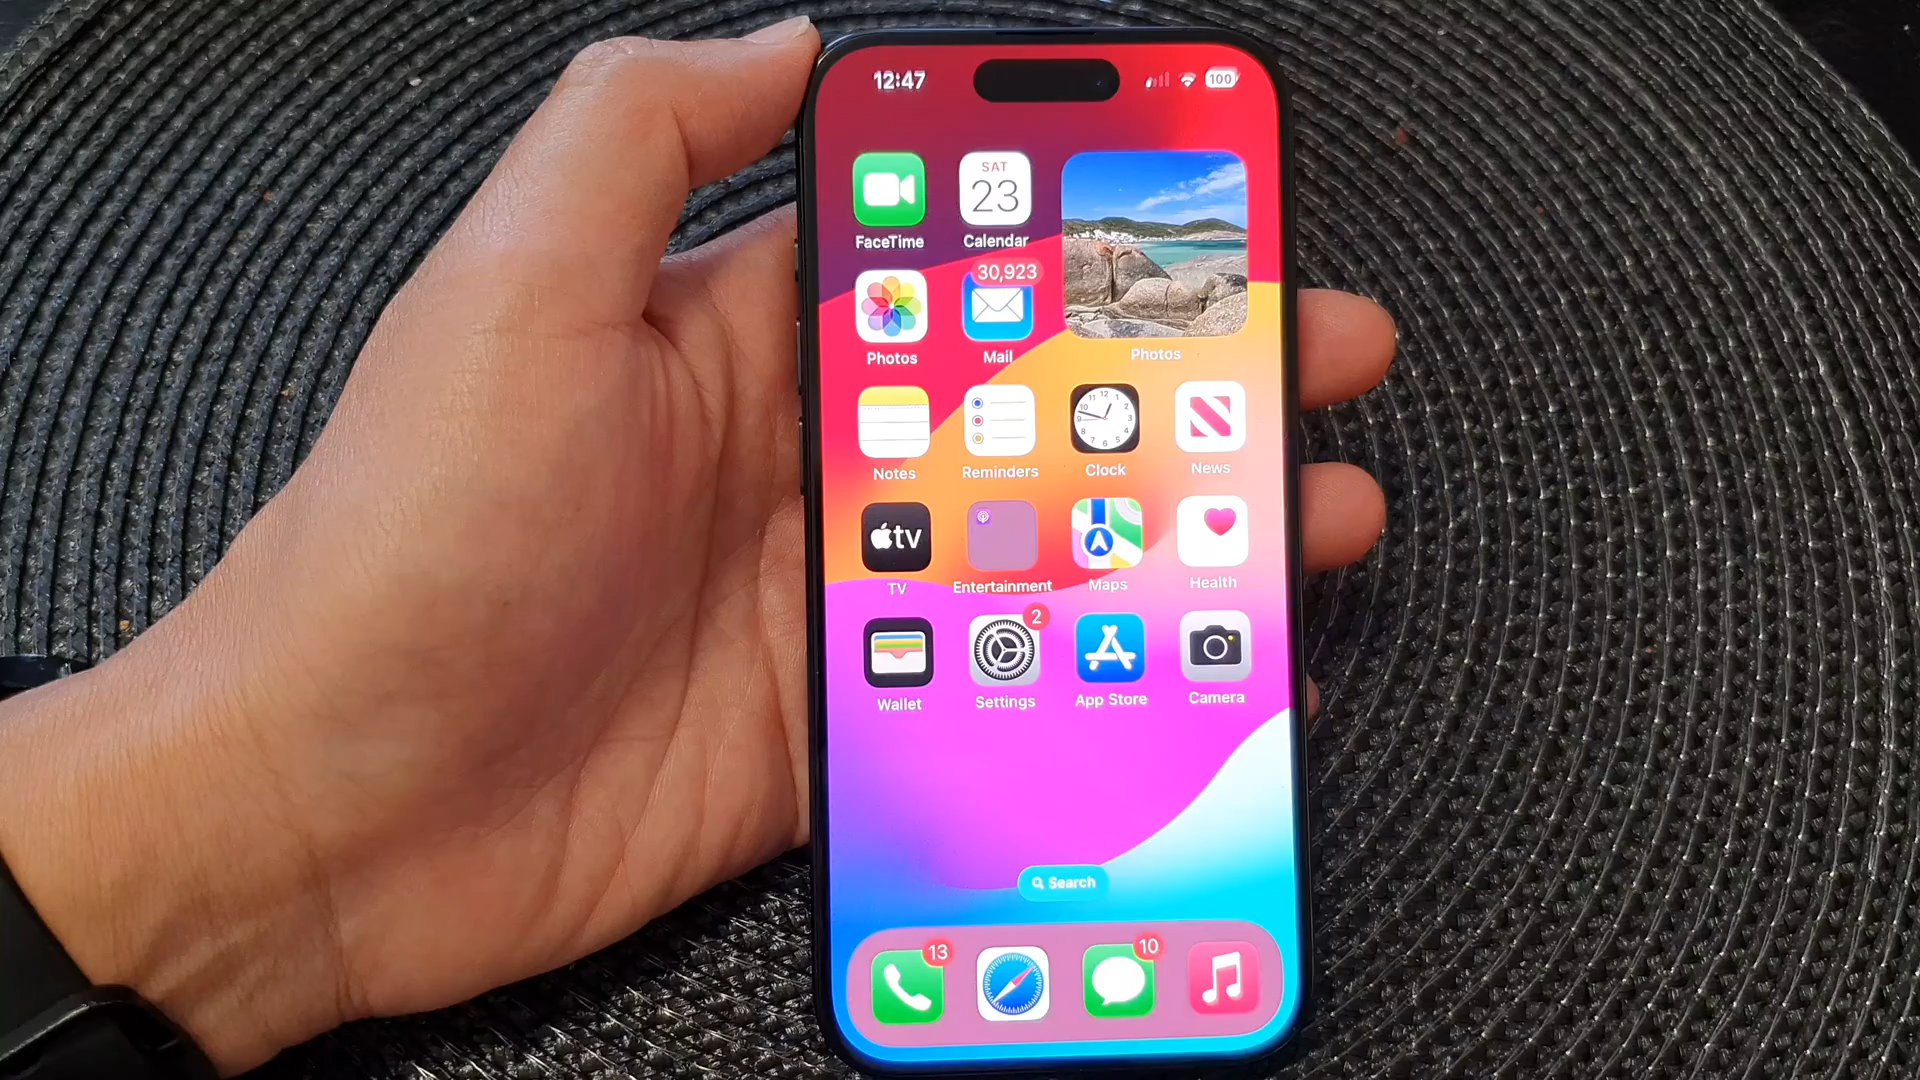 12:47
100
SAT
23
FaceTime
Calendar
30,923
Photos
Mail
Photos
Notes
Reminders
Clock
News
tv
TV
Entertainment
Maps
Health
2
Wallet
Settings
App Store
Camera
Search
13
10